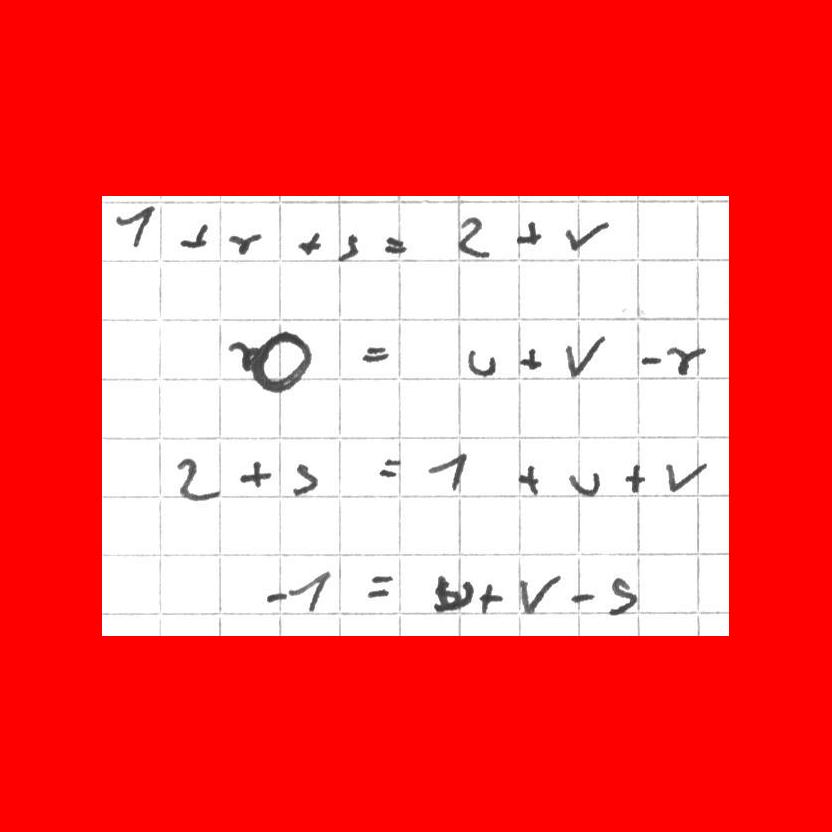 1 + r + s = 2 + v
0 = u + v - r
2 + s = 1 + u + v
-1 = u + v - s